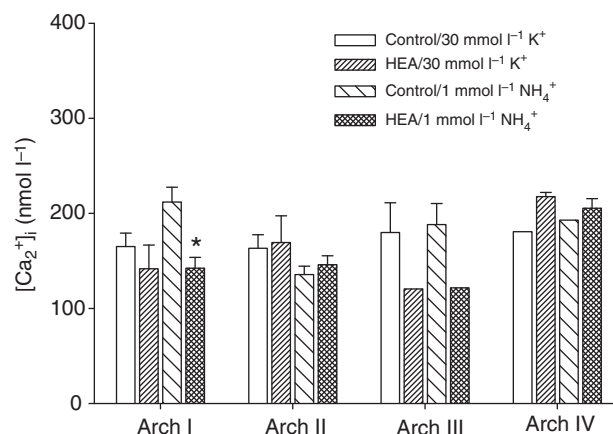 400
300
200
100
0
[Ca₂⁺]ᵢ (nmol l⁻¹)
Control/30 mmol l⁻¹ K⁺
HEA/30 mmol l⁻¹ K⁺
Control/1 mmol l⁻¹ NH₄⁺
HEA/1 mmol l⁻¹ NH₄⁺
*
Arch I Arch II Arch III Arch IV